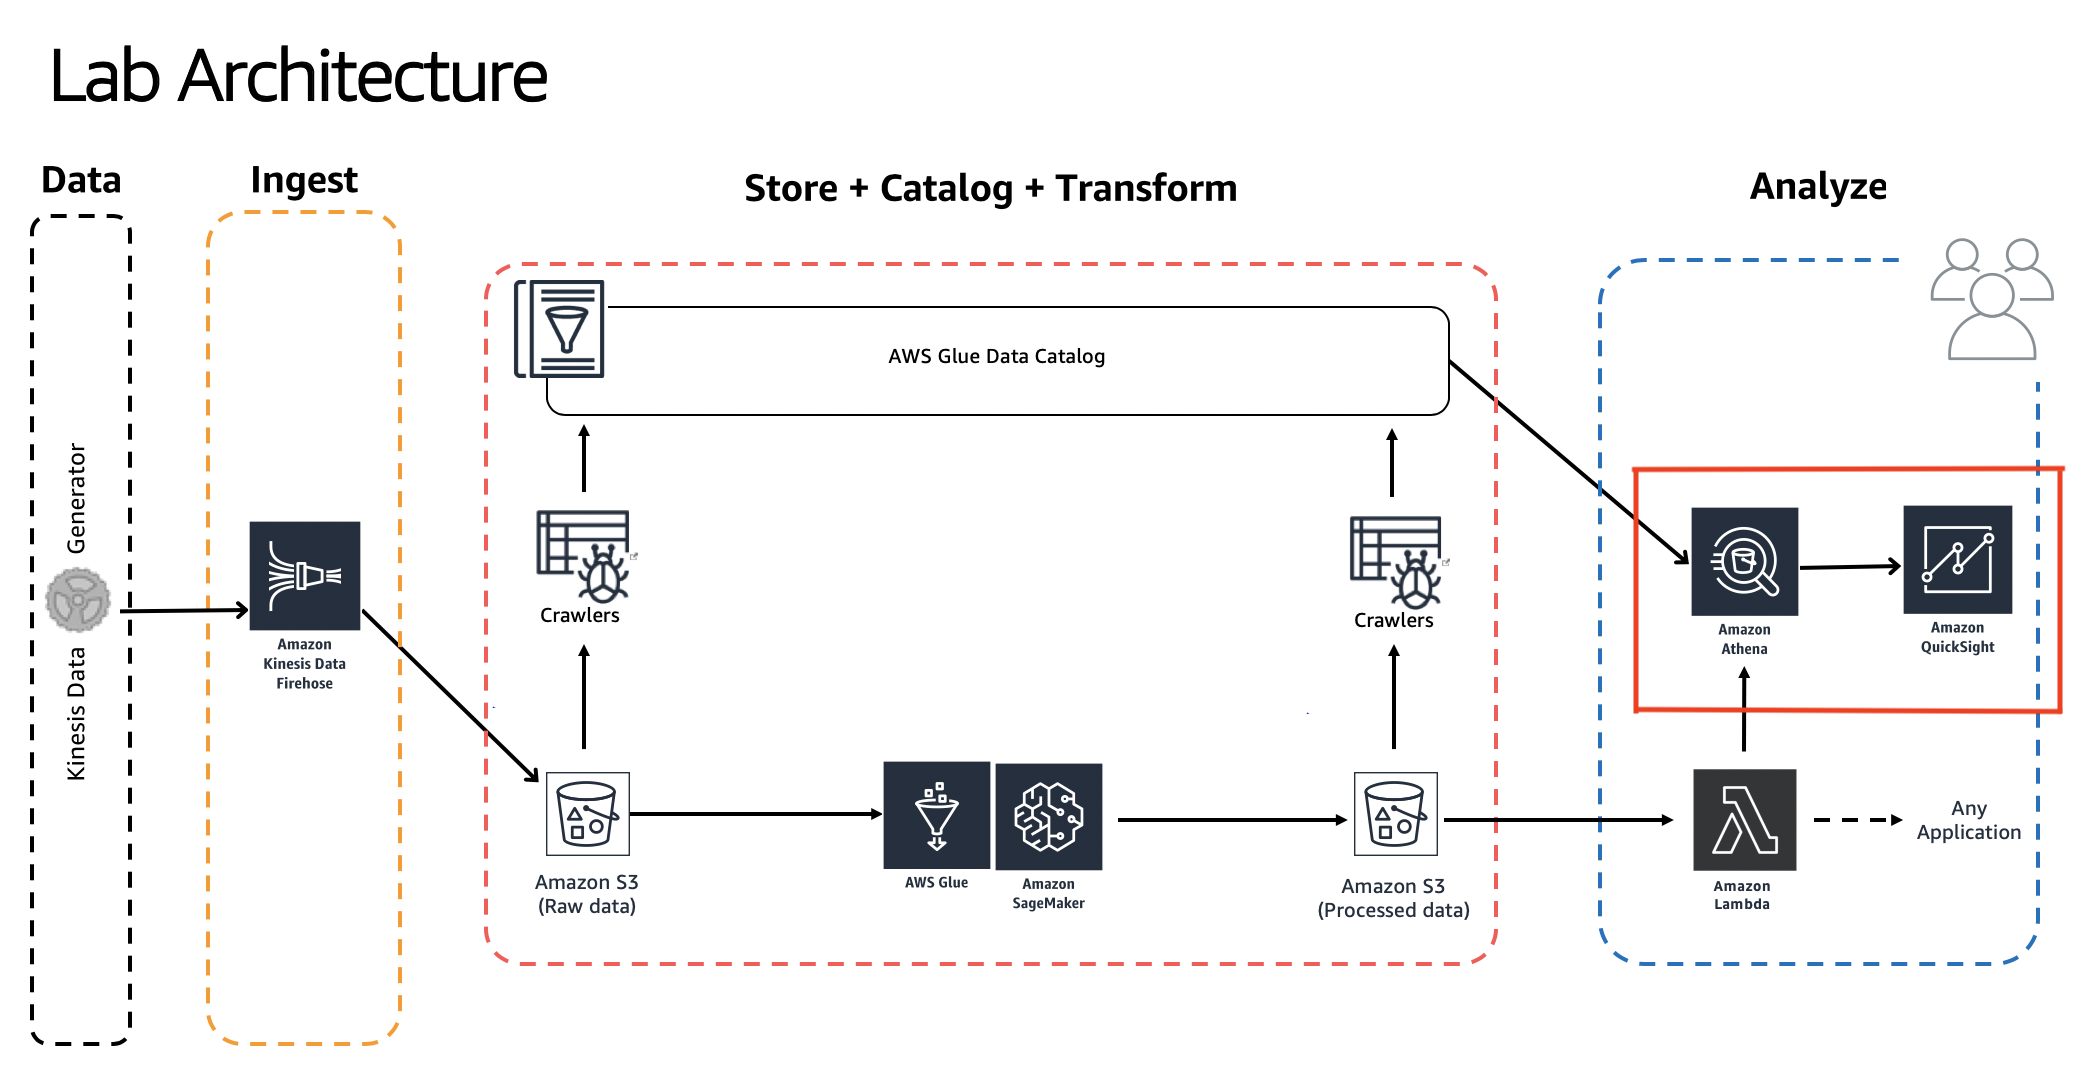 Lab Architecture
Data
Ingest
Store + Catalog + Transform
Analyze
Kinesis Data Generator
Amazon
Kinesis Data
Firehose
AWS Glue Data Catalog
Crawlers
Crawlers
Amazon S3
(Raw data)
AWS Glue
Amazon
SageMaker
Amazon S3
(Processed data)
Amazon
Athena
Amazon
QuickSight
Amazon
Lambda
Any
Application